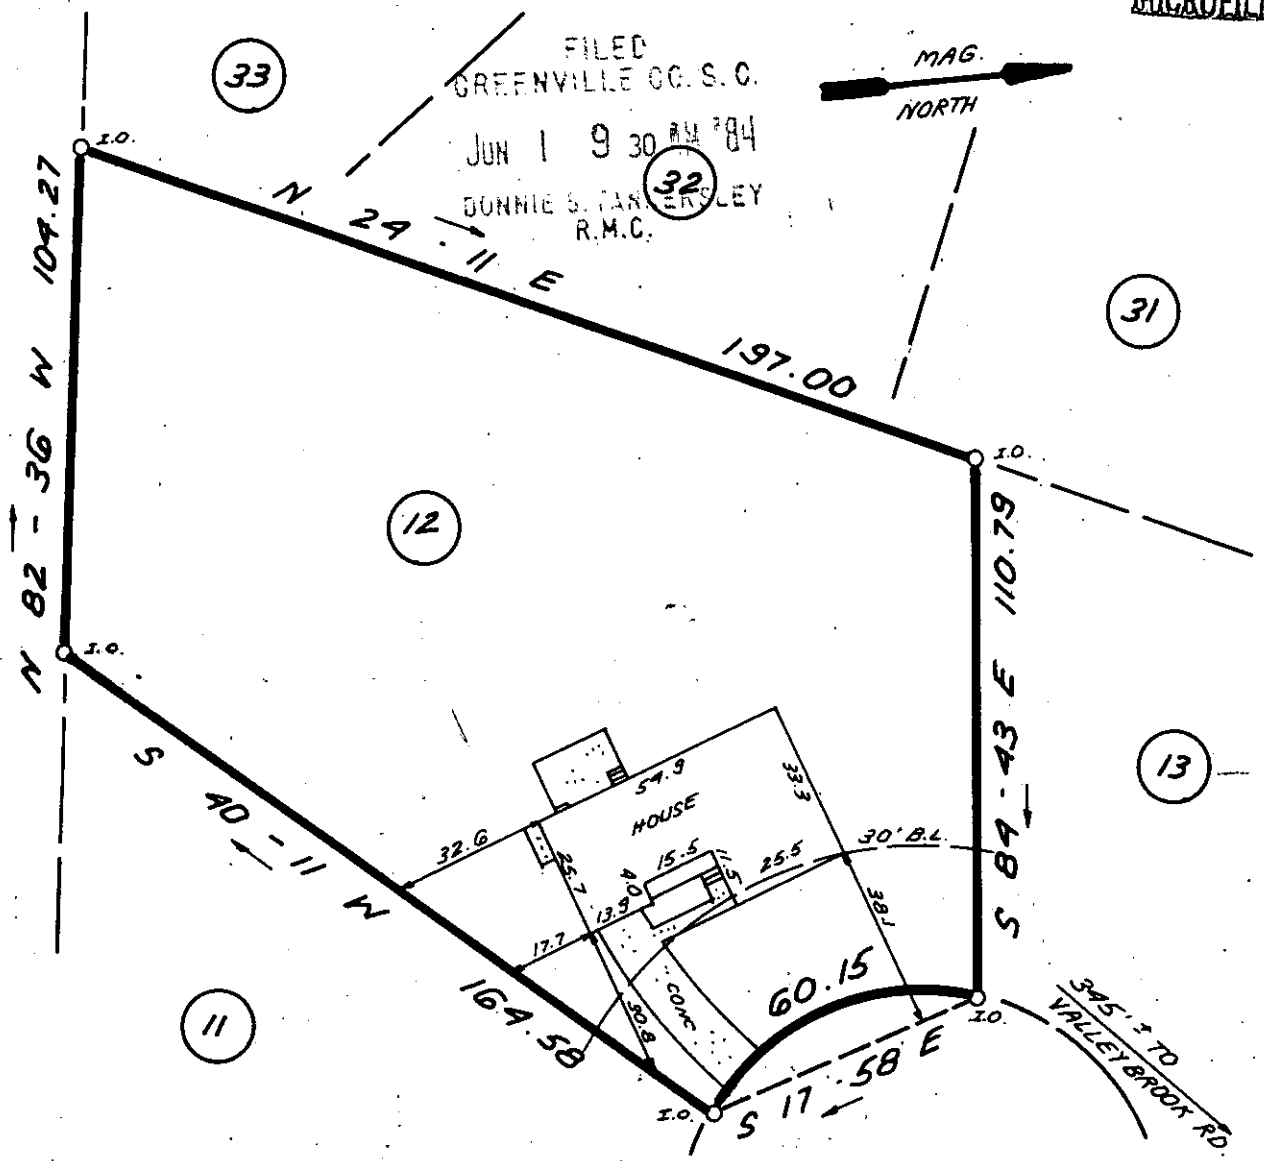 33
FILED
GREENVILLE CO. S. C.
JUN 1 9 30 AM '84
DONNIE S. TANKERSLEY
R.M.C.
MAG.
NORTH
32
31
I.O.
N 24 · 11 E
197.00
I.O.
N 82 - 36 W 104.27
12
I.O.
S 84 - 43 E 110.79
13
S 40 - 11 W
164.58
11
54.9
HOUSE
33.3
32.6
25.7
15.5
4.0
11.5
25.5
30' B.L.
13.9
17.7
38.1
30.8
CONC
60.15
S 17 · 58 E
I.O.
I.O.
345' ± TO
VALLEYBROOK RD.